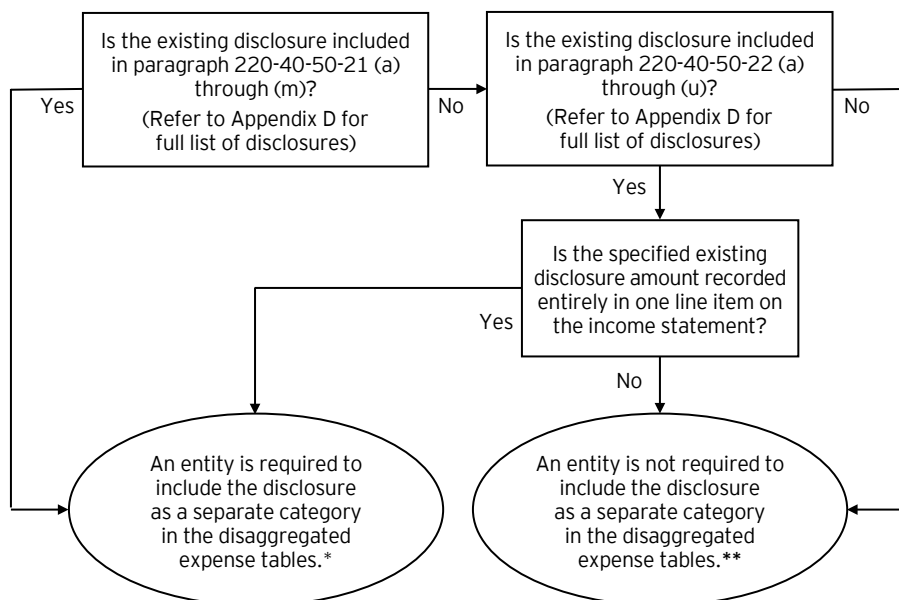 Is the existing disclosure included
in paragraph 220-40-50-21 (a)
through (m)?
(Refer to Appendix D for
full list of disclosures)
Yes
No
Is the existing disclosure included
in paragraph 220-40-50-22 (a)
through (u)?
(Refer to Appendix D for
full list of disclosures)
No
Yes
Is the specified existing
disclosure amount recorded
entirely in one line item on
the income statement?
Yes
No
An entity is required to
include the disclosure
as a separate category
in the disaggregated
expense tables.*
An entity is not required to
include the disclosure
as a separate category
in the disaggregated
expense tables.**